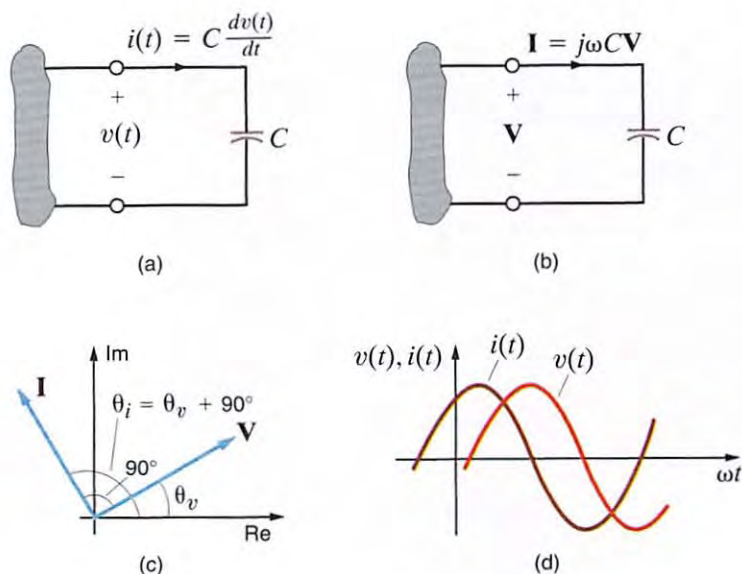 i(t) = C dv(t)/dt
+
v(t)
−
C
(a)
I = jωCV
+
V
−
C
(b)
Im
I
θi = θv + 90°
V
90°
θv
Re
(c)
v(t), i(t)
i(t)
v(t)
ωt
(d)